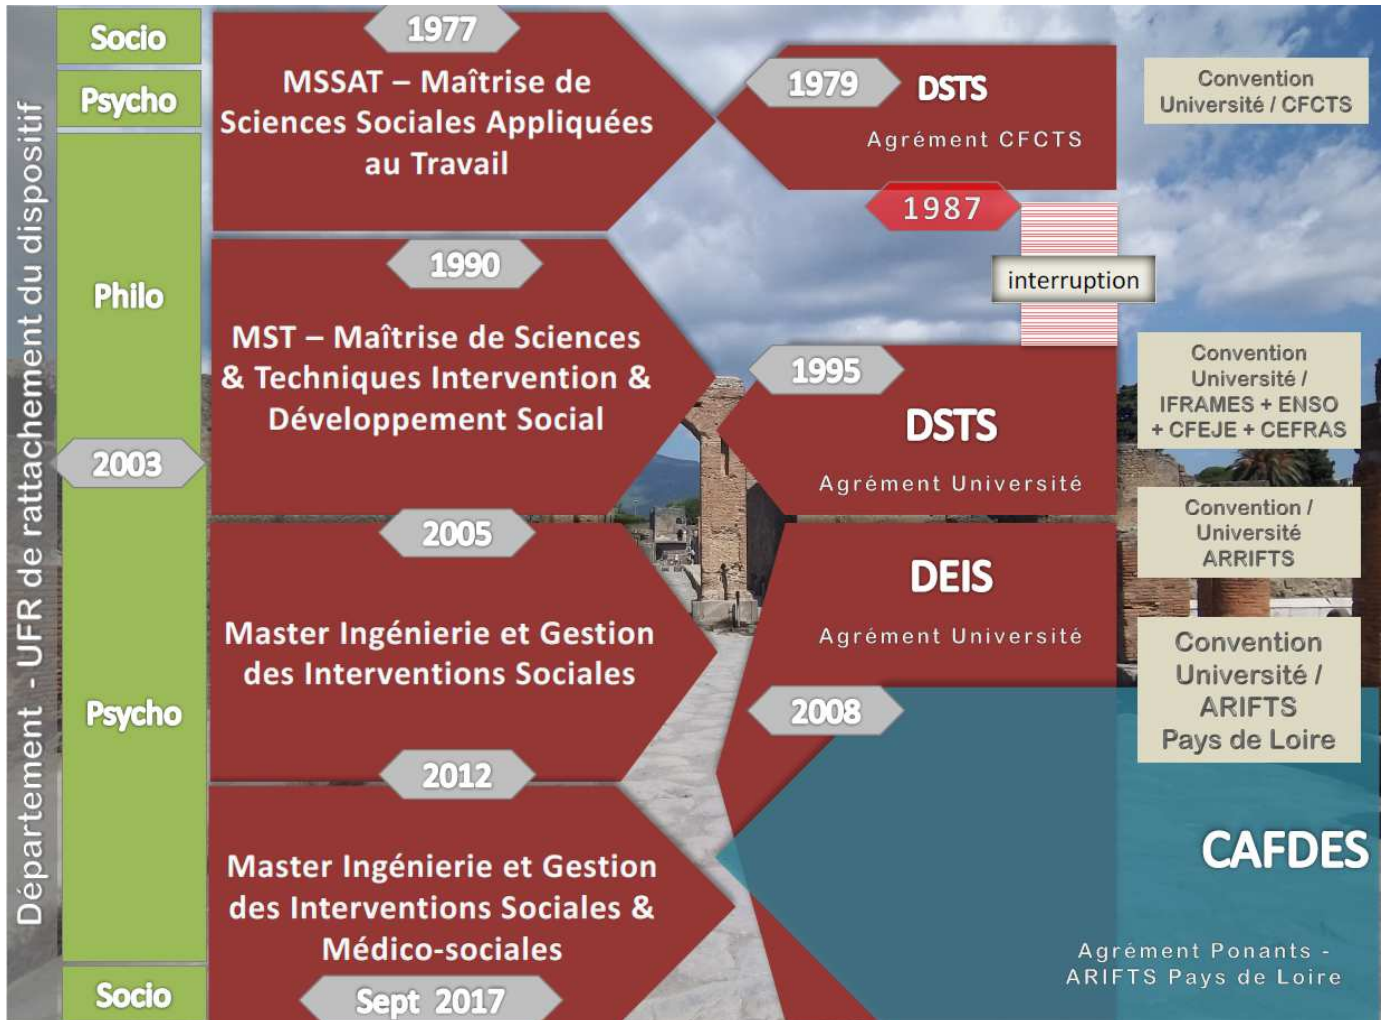 Département - UFR de rattachement du dispositif
Socio
Psycho
Philo
2003
Psycho
Socio
1977
MSSAT – Maîtrise de
Sciences Sociales Appliquées
au Travail
1990
MST – Maîtrise de Sciences
& Techniques Intervention &
Développement Social
2005
Master Ingénierie et Gestion
des Interventions Sociales
2012
Master Ingénierie et Gestion
des Interventions Sociales &
Médico-sociales
Sept 2017
1979
DSTS
Agrément CFCTS
1987
interruption
1995
DSTS
Agrément Université
DEIS
Agrément Université
2008
CAFDES
Agrément Ponants -
ARIFTS Pays de Loire
Convention
Université / CFCTS
Convention
Université /
IFRAMES + ENSO
+ CFEJE + CEFRAS
Convention /
Université
ARRIFTS
Convention
Université /
ARIFTS
Pays de Loire